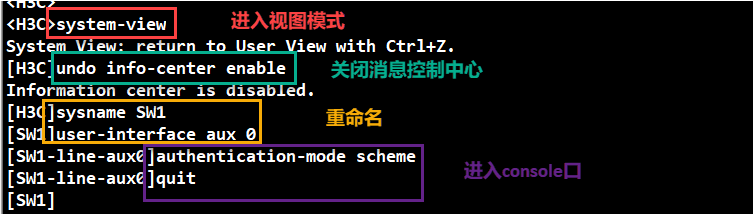 <H3C>
<H3C>system-view 进入视图模式
System View: return to User View with Ctrl+Z.
[H3C]undo info-center enable 关闭消息控制中心
Information center is disabled.
[H3C]sysname SW1 重命名
[SW1]user-interface aux 0
[SW1-line-aux0]authentication-mode scheme
[SW1-line-aux0]quit 进入console口
[SW1]